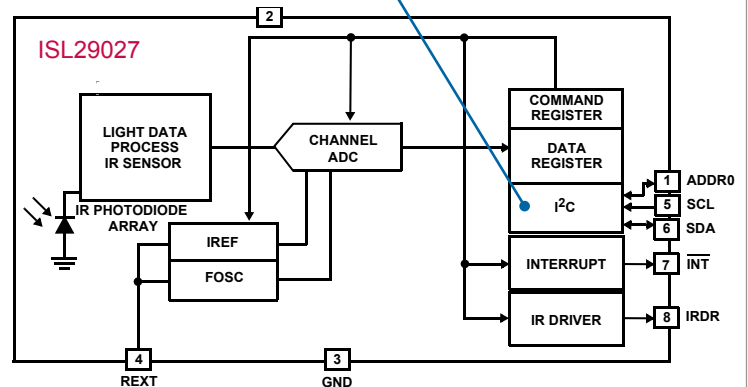 2
ISL29027
COMMAND
REGISTER
LIGHT DATA
PROCESS
IR SENSOR
CHANNEL
ADC
DATA
REGISTER
1 ADDR0
I²C
5 SCL
6 SDA
IR PHOTODIODE
ARRAY
IREF
FOSC
INTERRUPT
7 INT
IR DRIVER
8 IRDR
4
REXT
3
GND